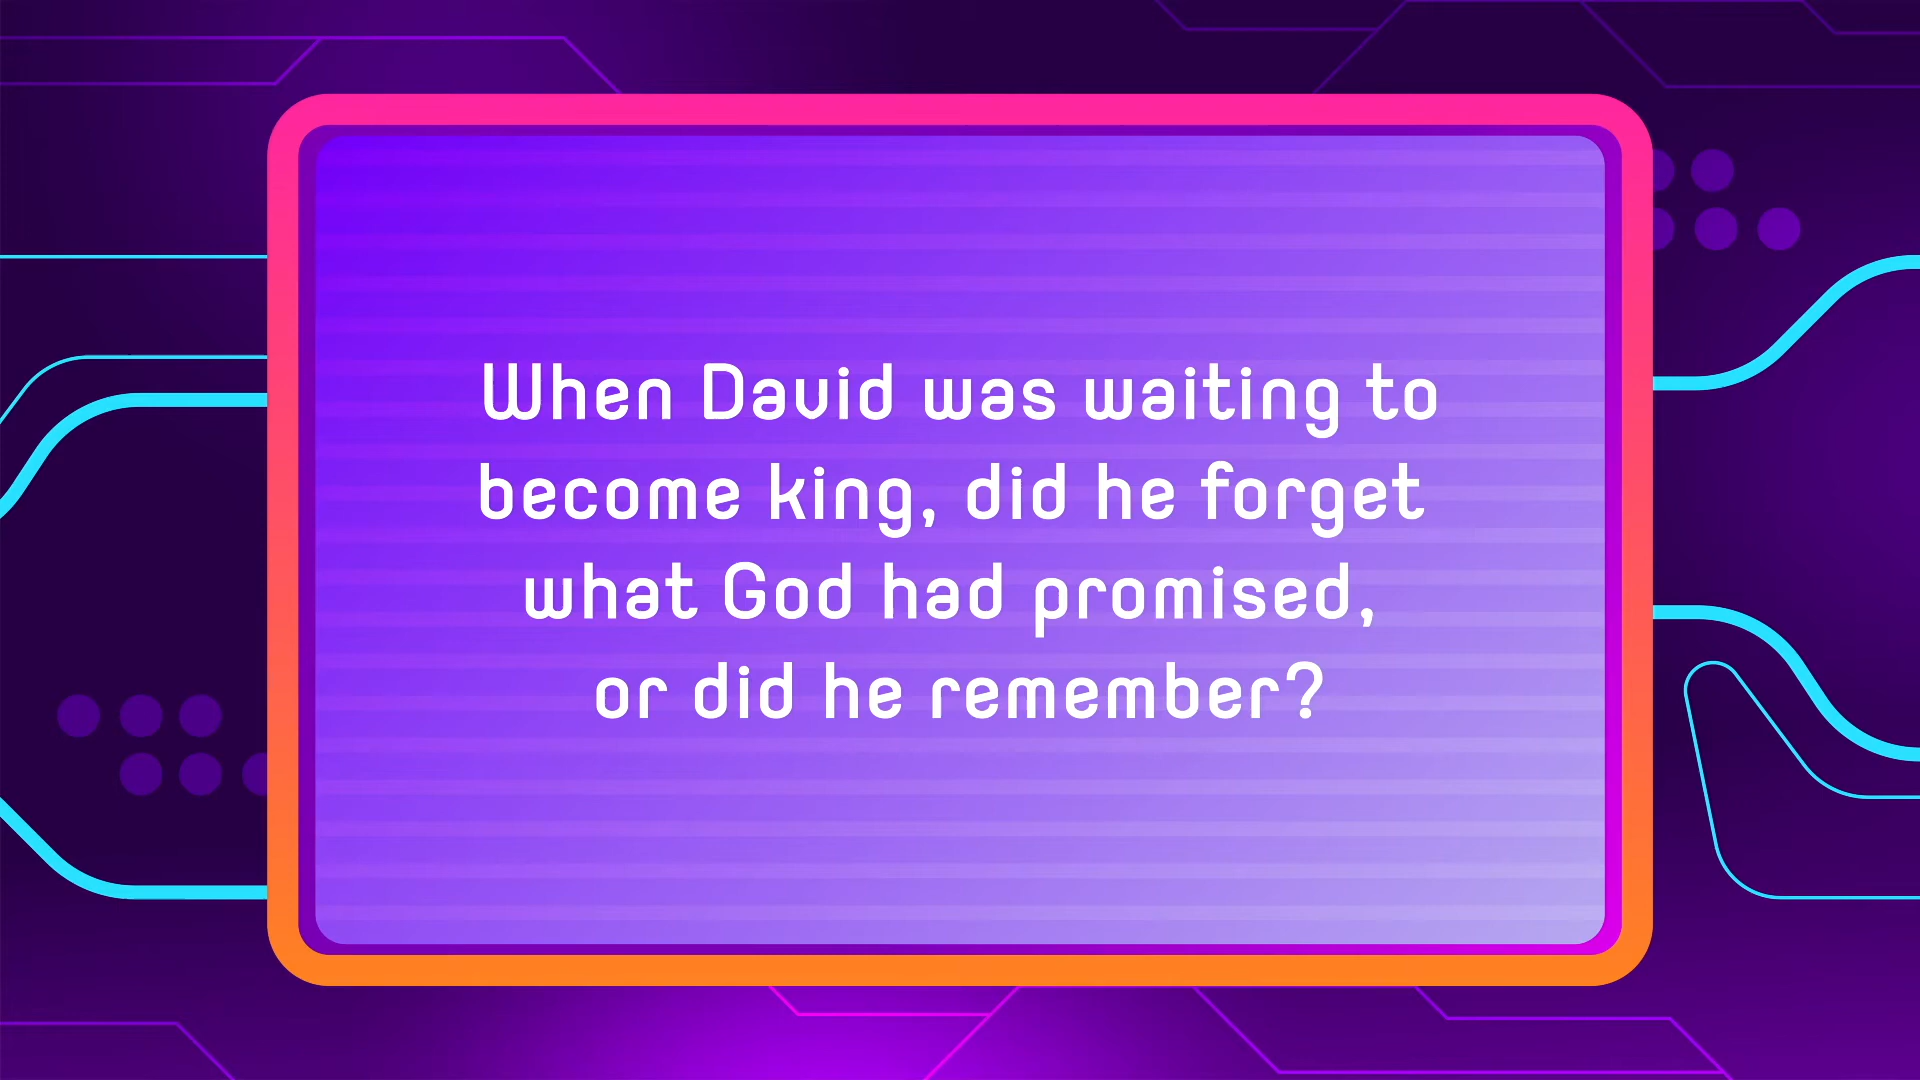 When David was waiting to
become king, did he forget
what God had promised,
or did he remember?